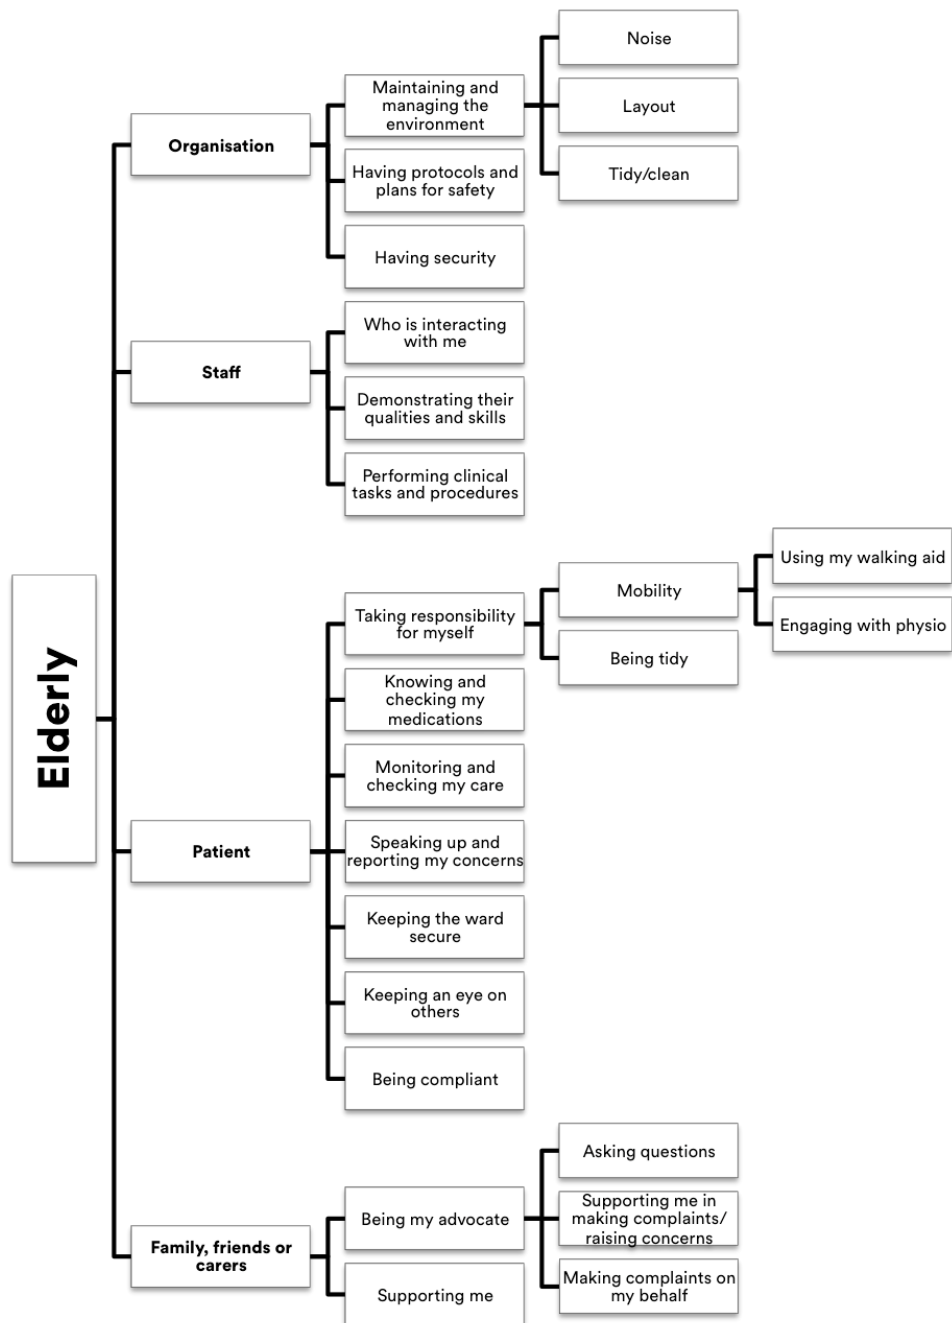 Elderly
Organisation
Maintaining and
managing the
environment
Noise
Layout
Tidy/clean
Having protocols and
plans for safety
Having security
Staff
Who is interacting
with me
Demonstrating their
qualities and skills
Performing clinical
tasks and procedures
Patient
Taking responsibility
for myself
Mobility
Using my walking aid
Engaging with physio
Being tidy
Knowing and
checking my
medications
Monitoring and
checking my care
Speaking up and
reporting my concerns
Keeping the ward
secure
Keeping an eye on
others
Being compliant
Family, friends or
carers
Being my advocate
Asking questions
Supporting me in
making complaints/
raising concerns
Making complaints on
my behalf
Supporting me